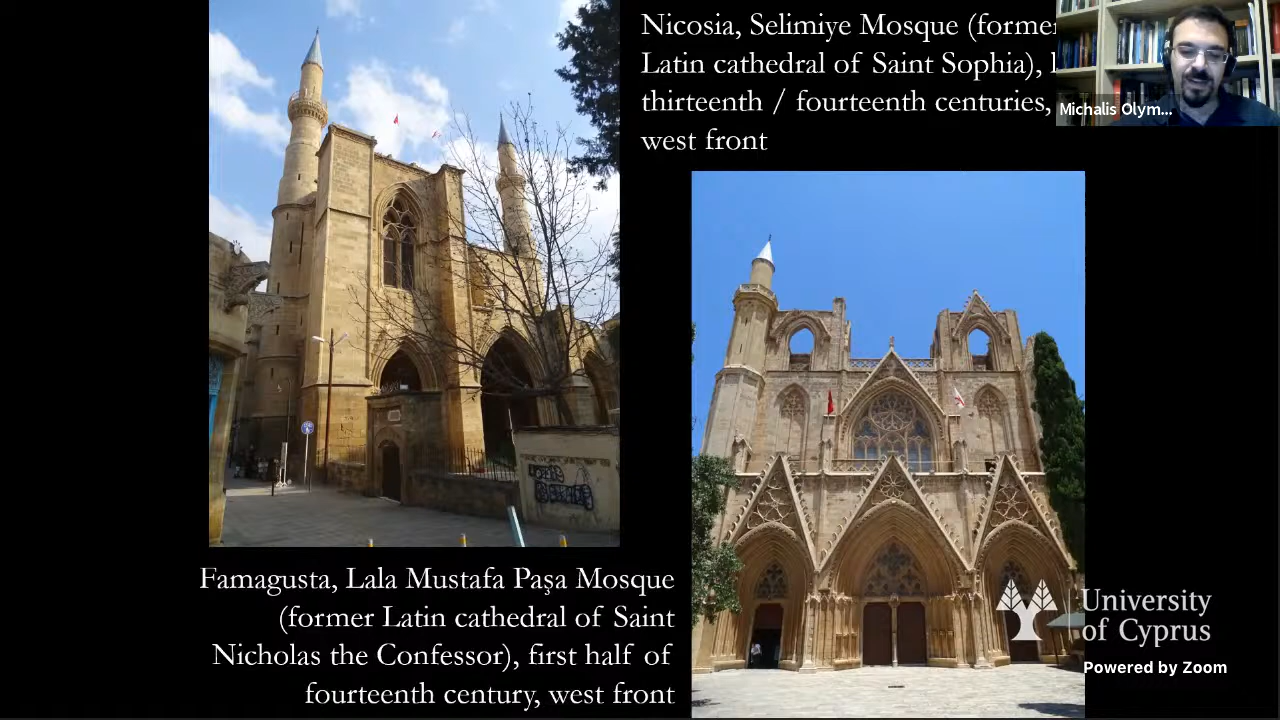 Nicosia, Selimiye Mosque (former
Latin cathedral of Saint Sophia),
thirteenth / fourteenth centuries,
west front
Michalis Olym...
Famagusta, Lala Mustafa Paşa Mosque
(former Latin cathedral of Saint
Nicholas the Confessor), first half of
fourteenth century, west front
University
of Cyprus
Powered by Zoom